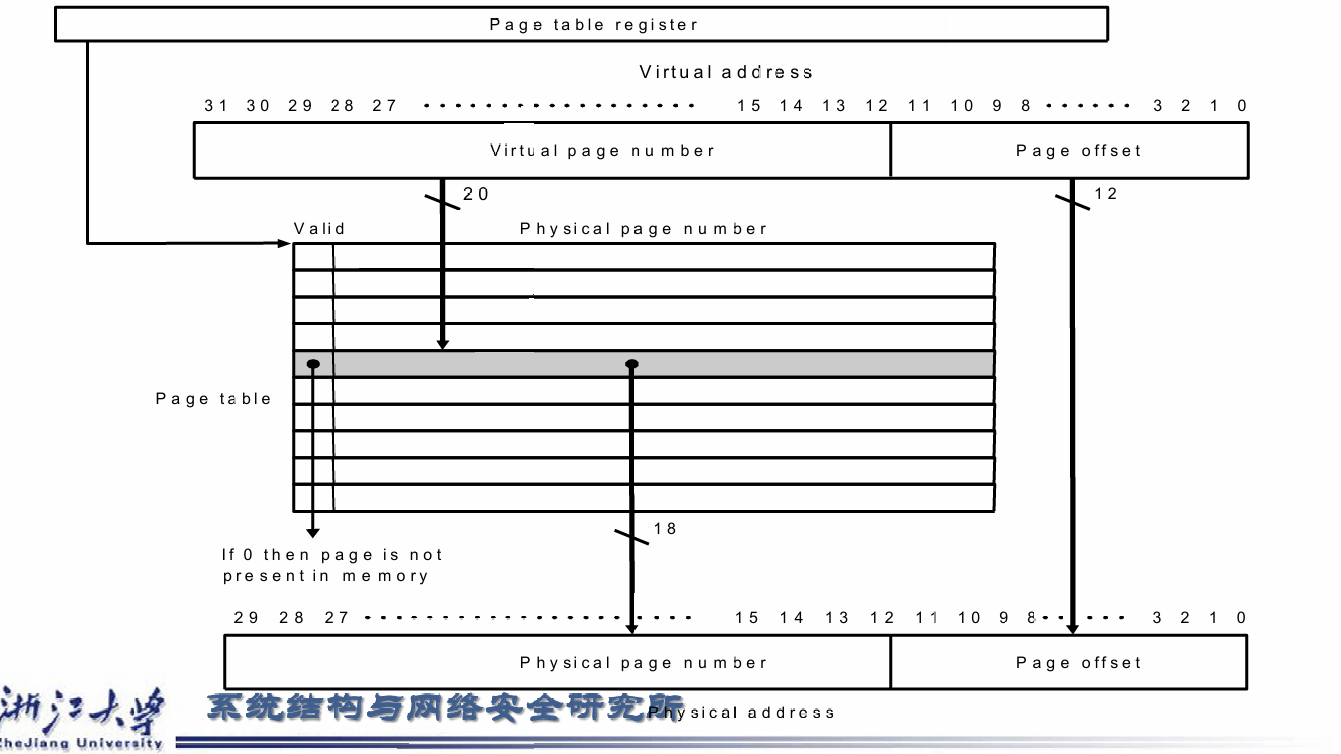 Page table register
Virtual address
31 30 29 28 27 ·················· 15 14 13 12 11 10 9 8 ······ 3 2 1 0
Virtual page number Page offset
20 12
Valid Physical page number
Page table
18
If 0 then page is not
present in memory
29 28 27 ·················· 15 14 13 12 11 10 9 8 ······ 3 2 1 0
Physical page number Page offset
浙江大学 系统结构与网络安全研究所
Physical address
ZheJiang University